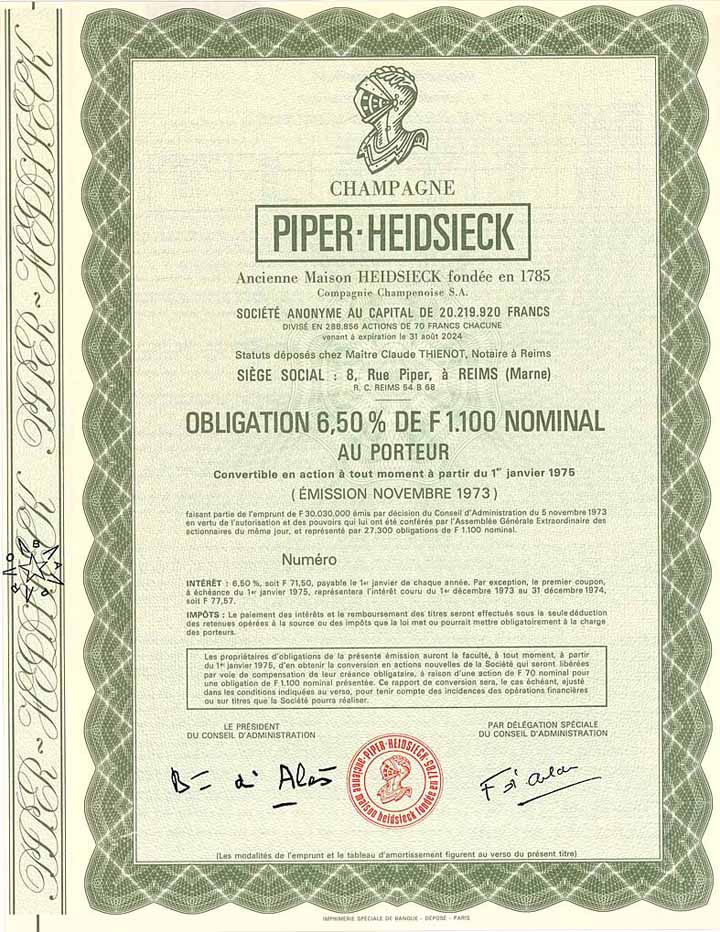 CHAMPAGNE
PIPER-HEIDSIECK
Ancienne Maison HEIDSIECK fondée en 1785
Compagnie Champenoise S.A.
SOCIÉTÉ ANONYME AU CAPITAL DE 20.219.920 FRANCS
DIVISÉ EN 288.856 ACTIONS DE 70 FRANCS CHACUNE
venant à expiration le 31 août 2024
Statuts déposés chez Maître Claude THIENOT, Notaire à Reims
SIÈGE SOCIAL : 8, Rue Piper, à REIMS (Marne)
R. C. REIMS 54 B 68
OBLIGATION 6,50 % DE F 1.100 NOMINAL
AU PORTEUR
Convertible en action à tout moment à partir du 1er janvier 1975
( ÉMISSION NOVEMBRE 1973 )
faisant partie de l'emprunt de F 30.030.000 émis par décision du Conseil d'Administration du 5 novembre 1973
en vertu de l'autorisation et des pouvoirs qui lui ont été conférés par l'Assemblée Générale Extraordinaire des
actionnaires du même jour, et représenté par 27.300 obligations de F 1.100 nominal.
Numéro
INTÉRÊT : 6,50 %, soit F 71,50, payable le 1er janvier de chaque année. Par exception, le premier coupon,
à échéance du 1er janvier 1975, représentera l'intérêt couru du 1er décembre 1973 au 31 décembre 1974,
soit F 77,57.
IMPÔTS : Le paiement des intérêts et le remboursement des titres seront effectués sous la seule déduction
des retenues opérées à la source ou des impôts que la loi met ou pourrait mettre obligatoirement à la charge
des porteurs.
Les propriétaires d'obligations de la présente émission auront la faculté, à tout moment, à partir
du 1er janvier 1975, d'en obtenir la conversion en actions nouvelles de la Société qui seront libérées
par voie de compensation de leur créance obligataire, à raison d'une action de F 70 nominal pour
une obligation de F 1.100 nominal présentée. Ce rapport de conversion sera, le cas échéant, ajusté
dans les conditions indiquées au verso, pour tenir compte des incidences des opérations financières
ou sur titres que la Société pourra réaliser.
LE PRÉSIDENT
DU CONSEIL D'ADMINISTRATION
PAR DÉLÉGATION SPÉCIALE
DU CONSEIL D'ADMINISTRATION
PIPER-HEIDSIECK
ancienne maison heidsieck fondée en 1785
(Les modalités de l'emprunt et le tableau d'amortissement figurent au verso du présent titre)
IMPRIMERIE SPÉCIALE DE BANQUE - DÉPOSÉ - PARIS
PIPER~HEIDSIECK
PIPER~HEIDSIECK